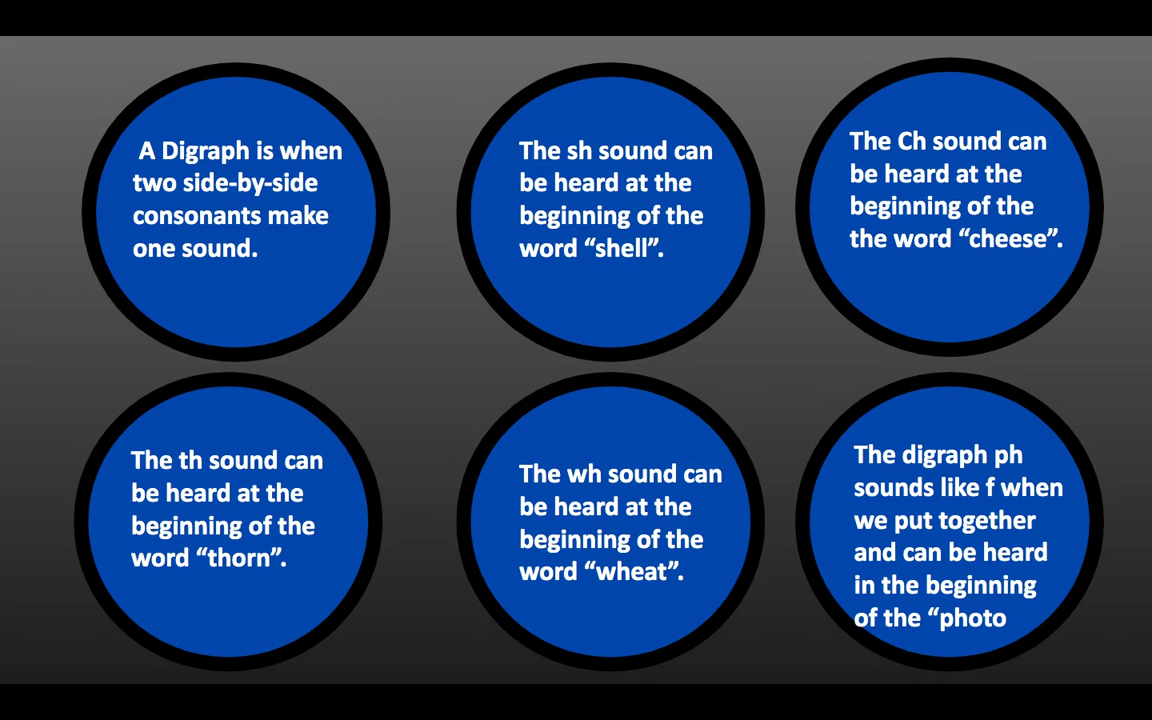 A Digraph is when
two side-by-side
consonants make
one sound.
The sh sound can
be heard at the
beginning of the
word “shell”.
The Ch sound can
be heard at the
beginning of the
the word “cheese”.
The th sound can
be heard at the
beginning of the
word “thorn”.
The wh sound can
be heard at the
beginning of the
word “wheat”.
The digraph ph
sounds like f when
we put together
and can be heard
in the beginning
of the “photo